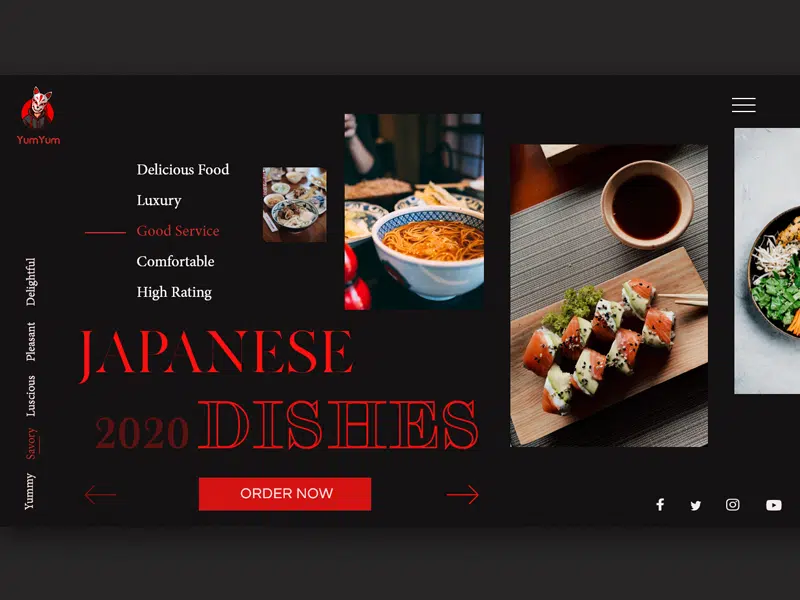 YumYum
Delicious Food
Luxury
Good Service
Comfortable
High Rating
Delightful
Pleasant
Luscious
Savory
Yummy
JAPANESE
2020 DISHES
ORDER NOW